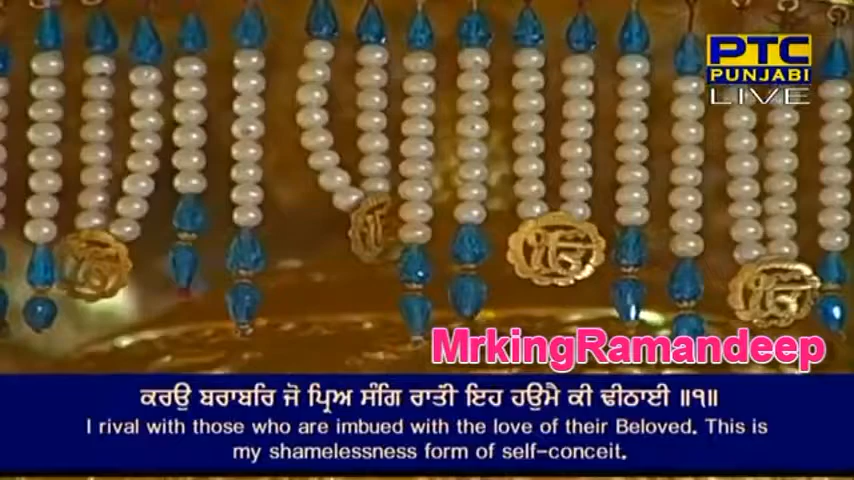 PTC
PUNJABI
LIVE
MrkingRamandeep
ਕਰਉ ਬਰਾਬਰਿ ਜੋ ਪ੍ਰਿਅ ਸੰਗਿ ਰਾਤੀ ਇਹ ਹਉਮੈ ਕੀ ਢੀਠਾਈ ॥੧॥
I rival with those who are imbued with the love of their Beloved. This is
my shamelessness form of self-conceit.